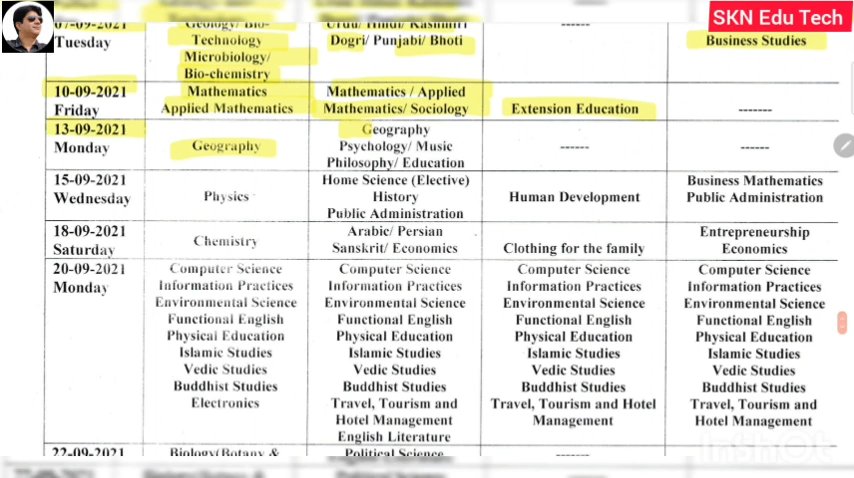 SKN Edu Tech
07-09-2021 Geology/ Bio- Urdu/ Hindi/ Kashmiri -----
Tuesday Technology Dogri/ Punjabi/ Bhoti Business Studies
Microbiology/
Bio-chemistry
10-09-2021 Mathematics Mathematics / Applied
Friday Applied Mathematics Mathematics/ Sociology Extension Education -------
13-09-2021 Geography
Monday Geography Psychology/ Music ------ ------
Philosophy/ Education
15-09-2021 Home Science (Elective) Business Mathematics
Wednesday Physics History Human Development Public Administration
Public Administration
18-09-2021 Arabic/ Persian Entrepreneurship
Saturday Chemistry Sanskrit/ Economics Clothing for the family Economics
20-09-2021 Computer Science Computer Science Computer Science Computer Science
Monday Information Practices Information Practices Information Practices Information Practices
Environmental Science Environmental Science Environmental Science Environmental Science
Functional English Functional English Functional English Functional English
Physical Education Physical Education Physical Education Physical Education
Islamic Studies Islamic Studies Islamic Studies Islamic Studies
Vedic Studies Vedic Studies Vedic Studies Vedic Studies
Buddhist Studies Buddhist Studies Buddhist Studies Buddhist Studies
Electronics Travel, Tourism and Travel, Tourism and Hotel Travel, Tourism and
Hotel Management Management Hotel Management
English Literature
22-09-2021 Biology(Botany & Political Science ------
InShOt